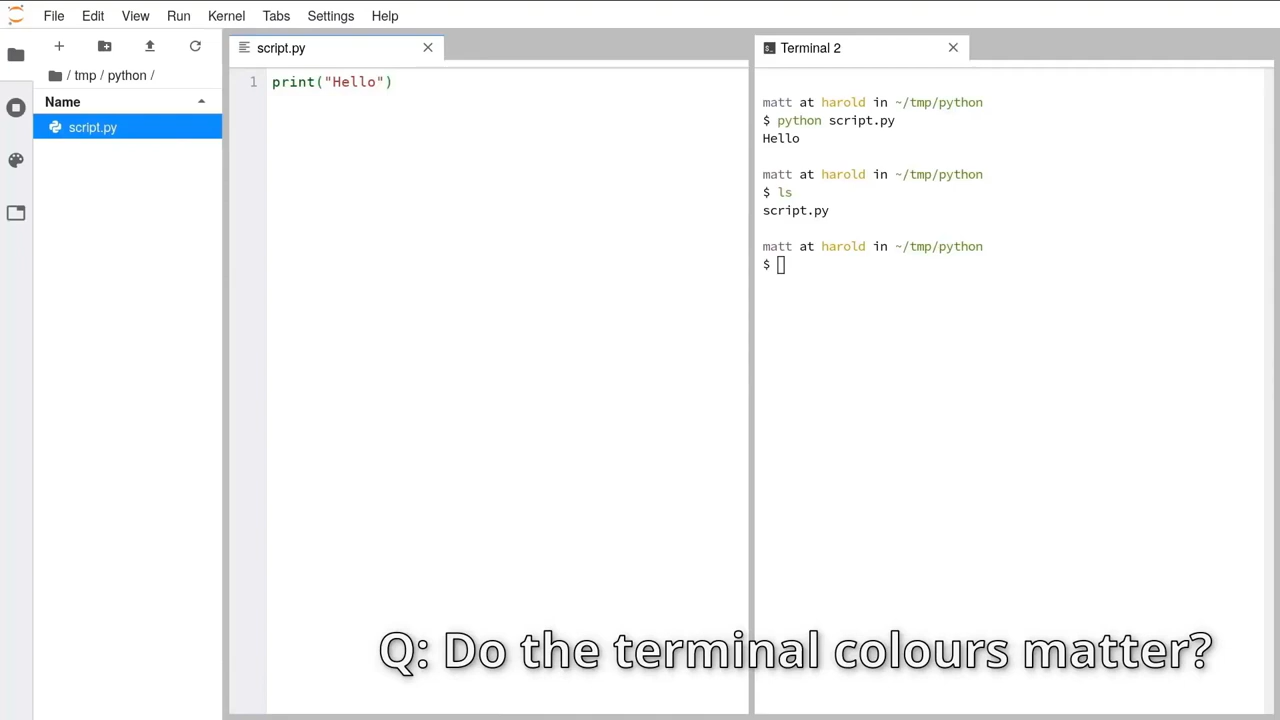 File Edit View Run Kernel Tabs Settings Help
/ tmp / python /
Name
script.py
script.py
1 print("Hello")
Terminal 2
matt at harold in ~/tmp/python
$ python script.py
Hello
matt at harold in ~/tmp/python
$ ls
script.py
matt at harold in ~/tmp/python
$
Q: Do the terminal colours matter?